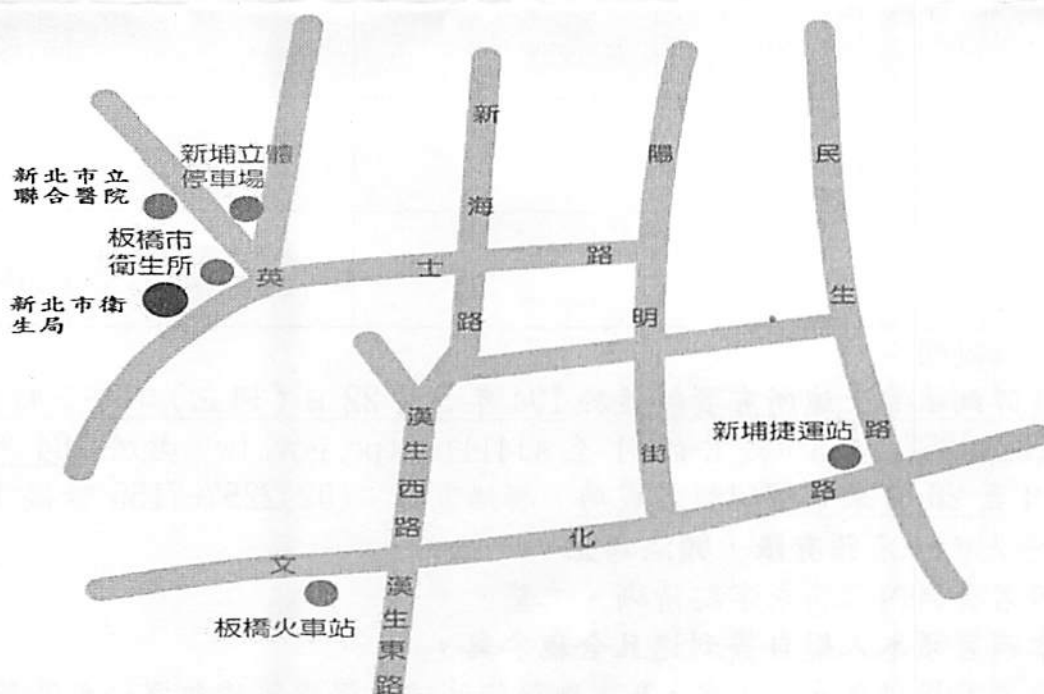 新埔立體
停車場
新北市立
聯合醫院
板橋市
衛生所
新北市衛
生局
英士路
新海路
陽明街
民生路
漢生西路
新埔捷運站
文化路
板橋火車站
漢生東路